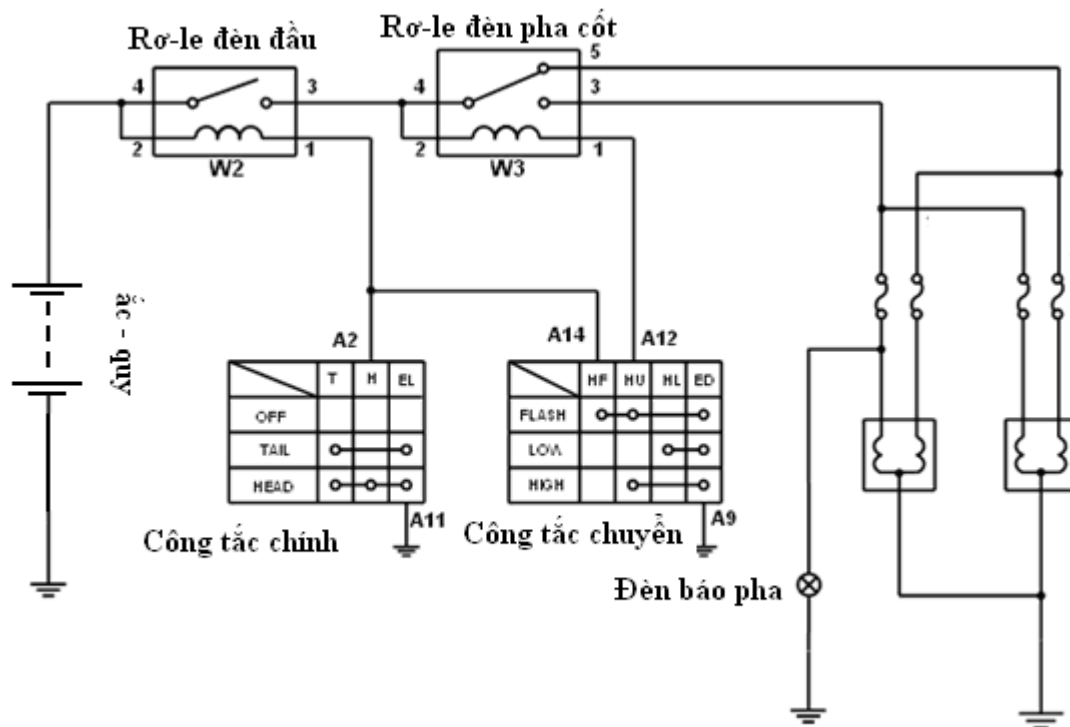 Rơ-le đèn đầu
Rơ-le đèn pha cốt
4 3
2 1
W2
5
4 3
2 1
W3
ắc - quy
A2
A14 A12
T H EL
OFF
TAIL
HEAD
A11
Công tắc chính
HF HU HL ED
FLASH
LOW
HIGH
A9
Công tắc chuyển
Đèn báo pha